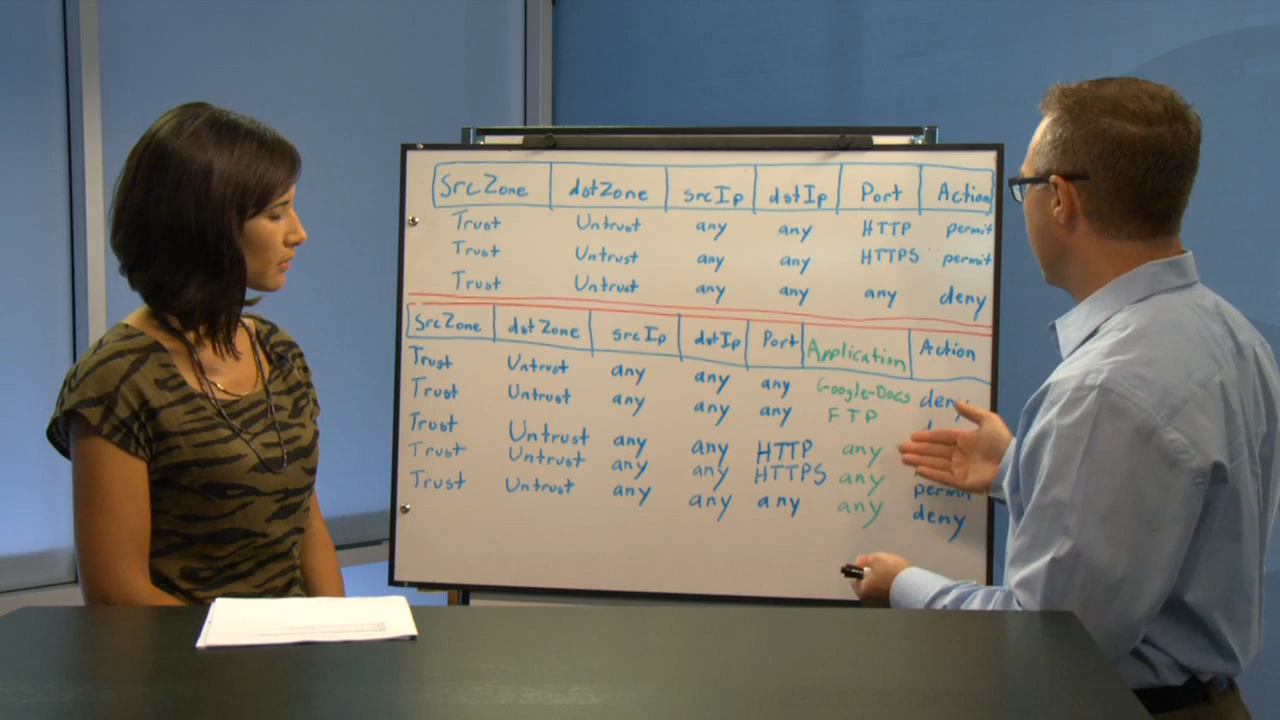 SrcZone dstZone srcIp dstIp Port Action
Trust Untrust any any HTTP permit
Trust Untrust any any HTTPS permit
Trust Untrust any any any deny
SrcZone dstZone srcIp dstIp Port Application Action
Trust Untrust any any any Google-Docs deny
Trust Untrust any any any FTP
Trust Untrust any any HTTP any
Trust Untrust any any HTTPS any permit
Trust Untrust any any any any deny